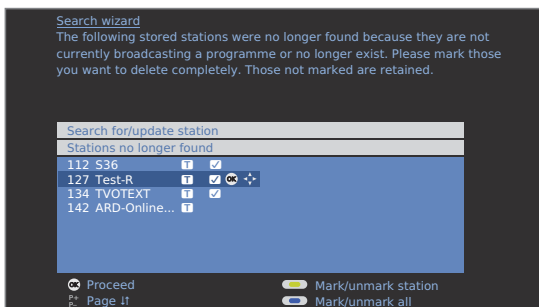 Search wizard
The following stored stations were no longer found because they are not
currently broadcasting a programme or no longer exist. Please mark those
you want to delete completely. Those not marked are retained.
Search for/update station
Stations no longer found
112 S36 T ✓
127 Test-R T ✓ OK
134 TVOTEXT T ✓
142 ARD-Online... T
OK Proceed Mark/unmark station
P+ P- Page ↓↑ Mark/unmark all